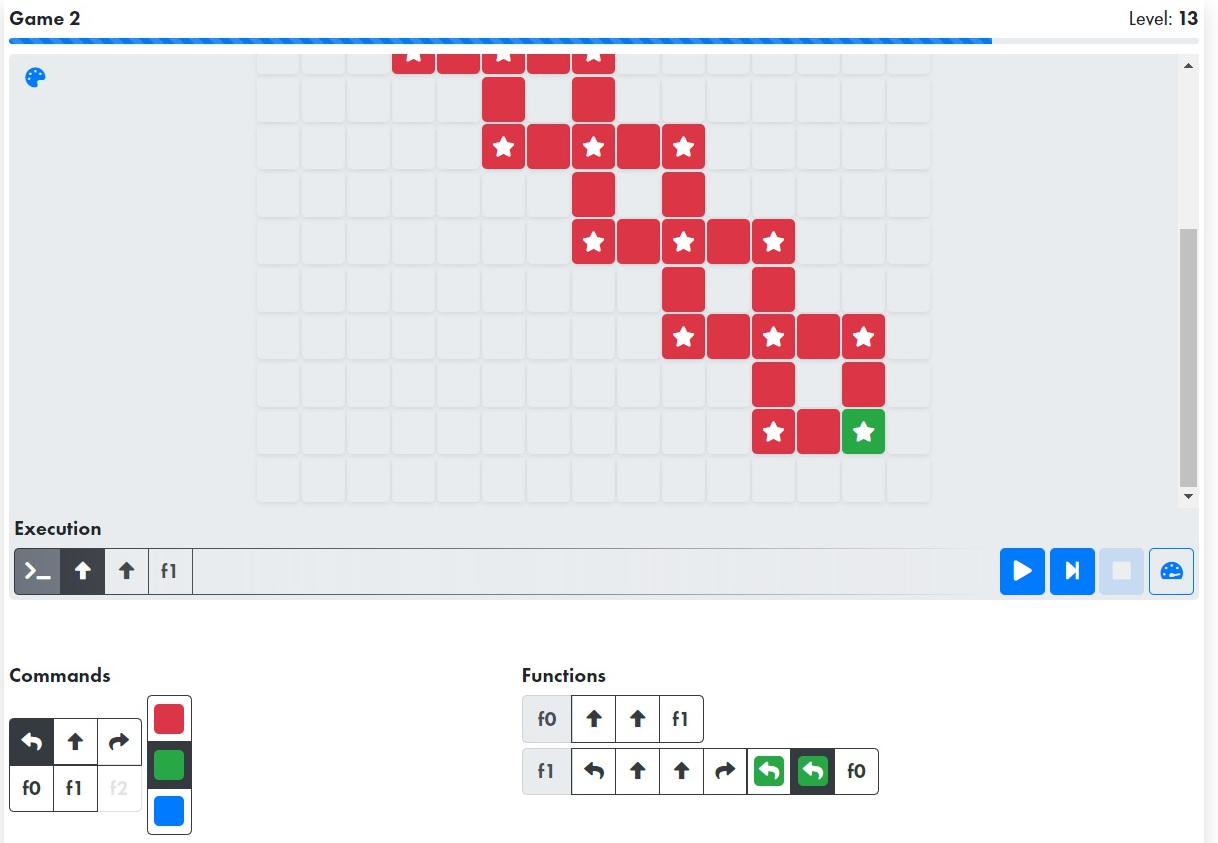 Game 2
Level: 13
Execution
f1
Commands
f0 f1 f2
Functions
f0 f1
f1 f0